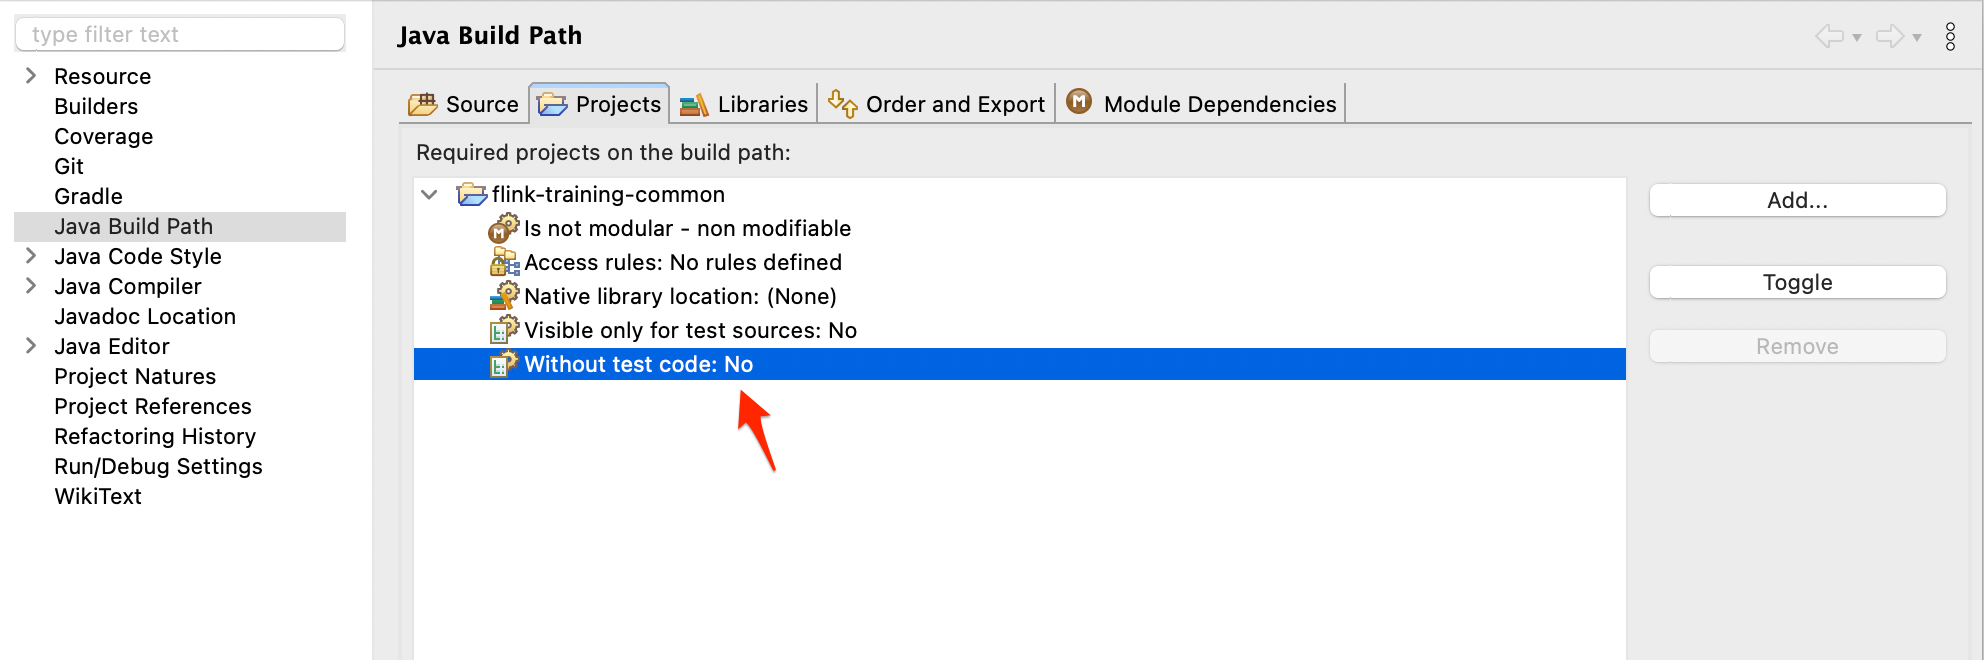 type filter text
Resource
Builders
Coverage
Git
Gradle
Java Build Path
Java Code Style
Java Compiler
Javadoc Location
Java Editor
Project Natures
Project References
Refactoring History
Run/Debug Settings
WikiText
Java Build Path
Source Projects Libraries Order and Export M Module Dependencies
Required projects on the build path:
flink-training-common
M Is not modular - non modifiable
Access rules: No rules defined
Native library location: (None)
Visible only for test sources: No
Without test code: No
Add...
Toggle
Remove